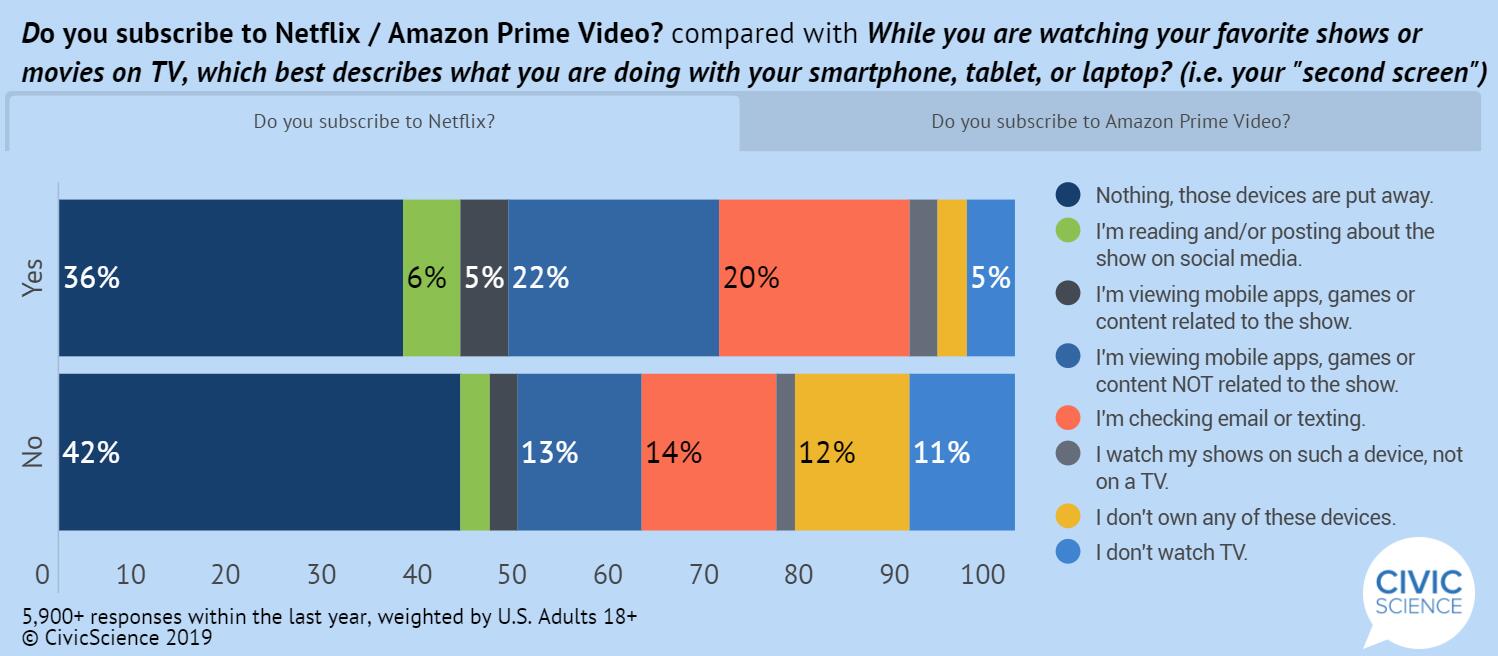 Do you subscribe to Netflix / Amazon Prime Video? compared with While you are watching your favorite shows or
movies on TV, which best describes what you are doing with your smartphone, tablet, or laptop? (i.e. your "second screen")
Do you subscribe to Netflix?
Do you subscribe to Amazon Prime Video?
Yes
36%
6%
5%
22%
20%
5%
No
42%
13%
14%
12%
11%
0 10 20 30 40 50 60 70 80 90 100
Nothing, those devices are put away.
I'm reading and/or posting about the
show on social media.
I'm viewing mobile apps, games or
content related to the show.
I'm viewing mobile apps, games or
content NOT related to the show.
I'm checking email or texting.
I watch my shows on such a device, not
on a TV.
I don't own any of these devices.
I don't watch TV.
5,900+ responses within the last year, weighted by U.S. Adults 18+
© CivicScience 2019
CIVIC
SCIENCE